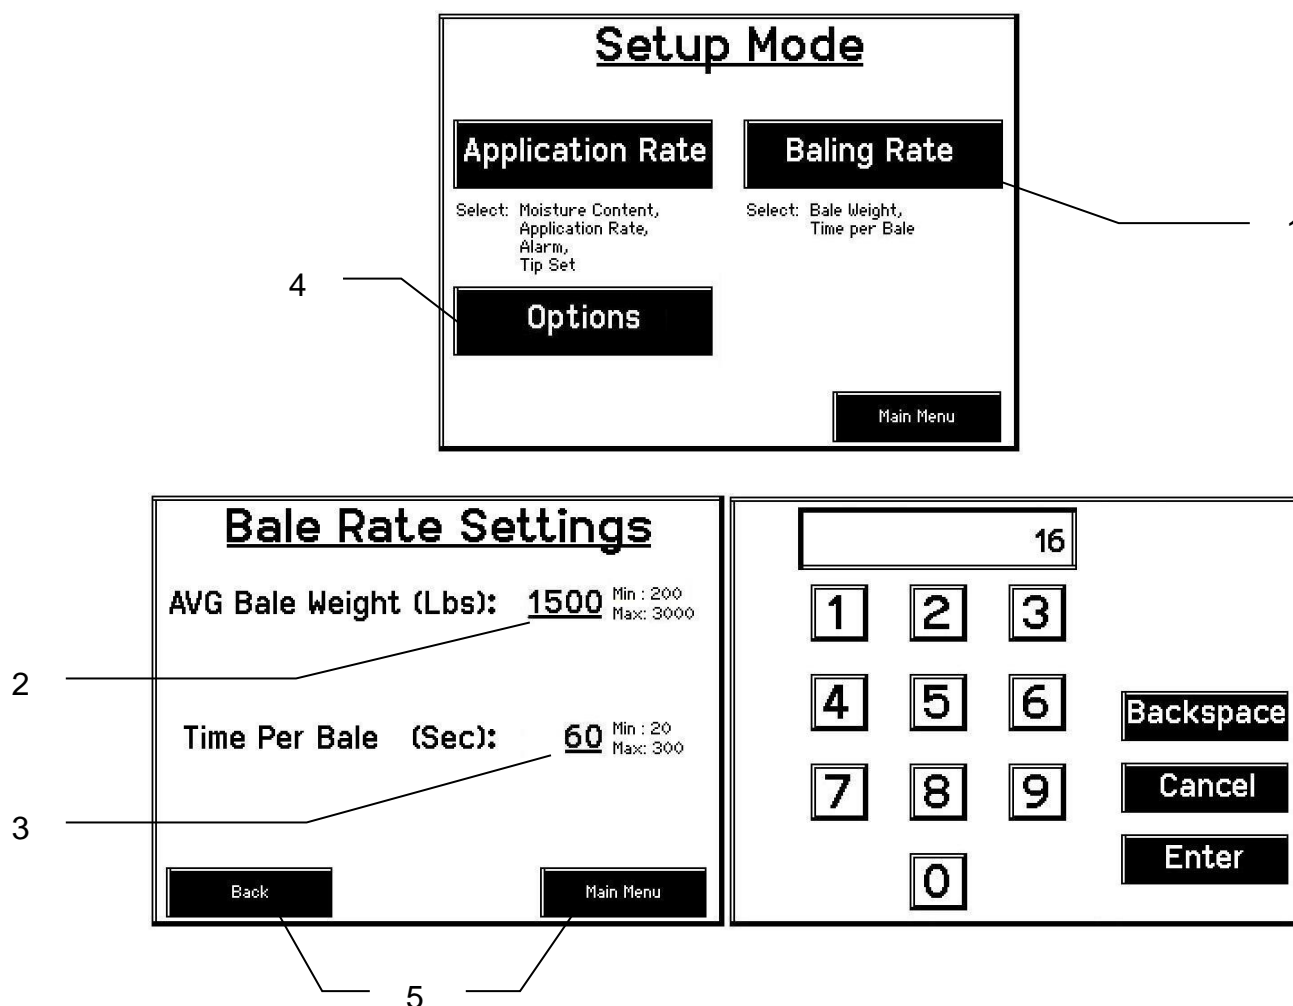 Setup Mode
Application Rate
Baling Rate
Select: Moisture Content,
Application Rate,
Alarm,
Tip Set
Select: Bale Weight,
Time per Bale
1
4
Options
Main Menu
Bale Rate Settings
AVG Bale Weight (Lbs): 1500 Min : 200
Max: 3000
2
Time Per Bale (Sec): 60 Min : 20
Max: 300
3
Back
Main Menu
5
16
1 2 3
4 5 6
Backspace
7 8 9
Cancel
Enter
0